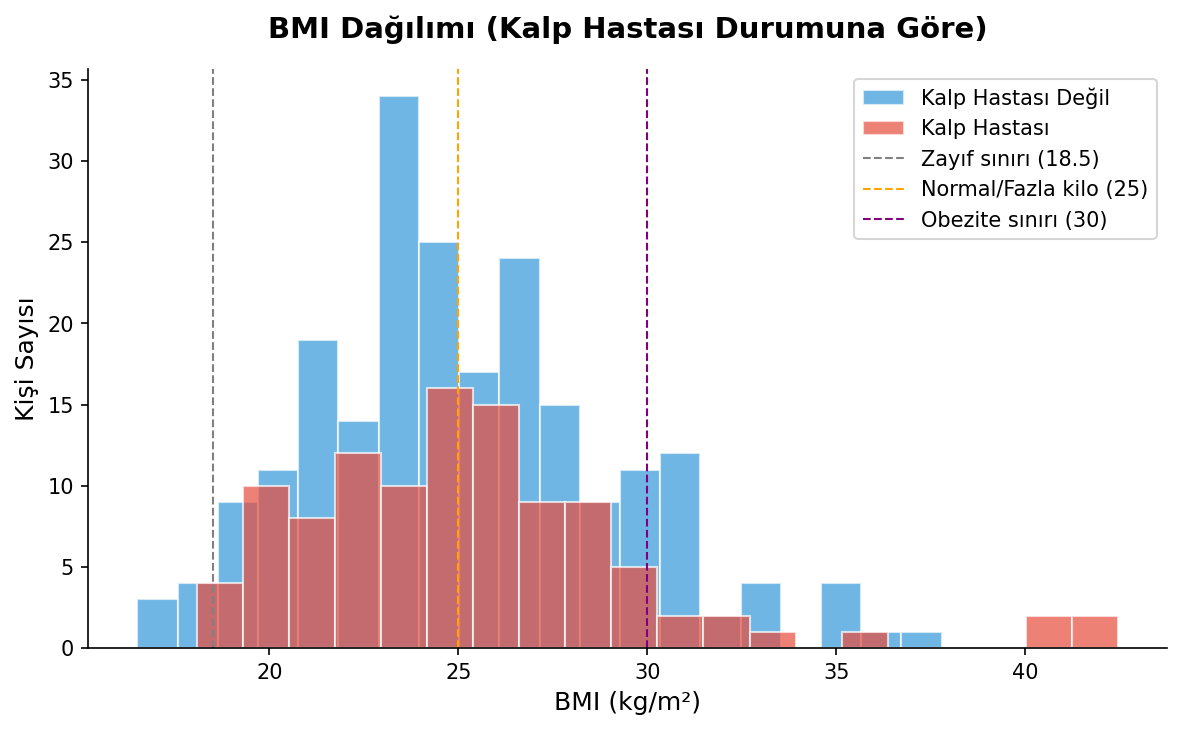 BMI Dağılımı (Kalp Hastası Durumuna Göre)
Kalp Hastası Değil
Kalp Hastası
Zayıf sınırı (18.5)
Normal/Fazla kilo (25)
Obezite sınırı (30)
Kişi Sayısı
35
30
25
20
15
10
5
0
20
25
30
35
40
BMI (kg/m²)